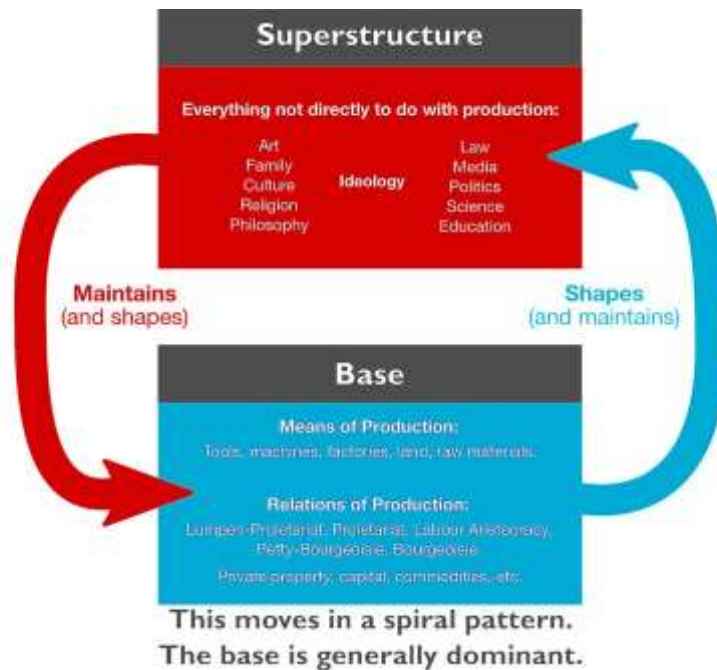 Superstructure
Everything not directly to do with production:
Art
Family
Culture
Religion
Philosophy
Ideology
Law
Media
Politics
Science
Education
Maintains
(and shapes)
Shapes
(and maintains)
Base
Means of Production:
Tools, machines, factories, land, raw materials.
Relations of Production:
Lumpen-Proletariat, Proletariat, Labour Aristocracy,
Petty-Bourgeoisie, Bourgeoisie
Private property, capital, commodities, etc.
This moves in a spiral pattern.
The base is generally dominant.